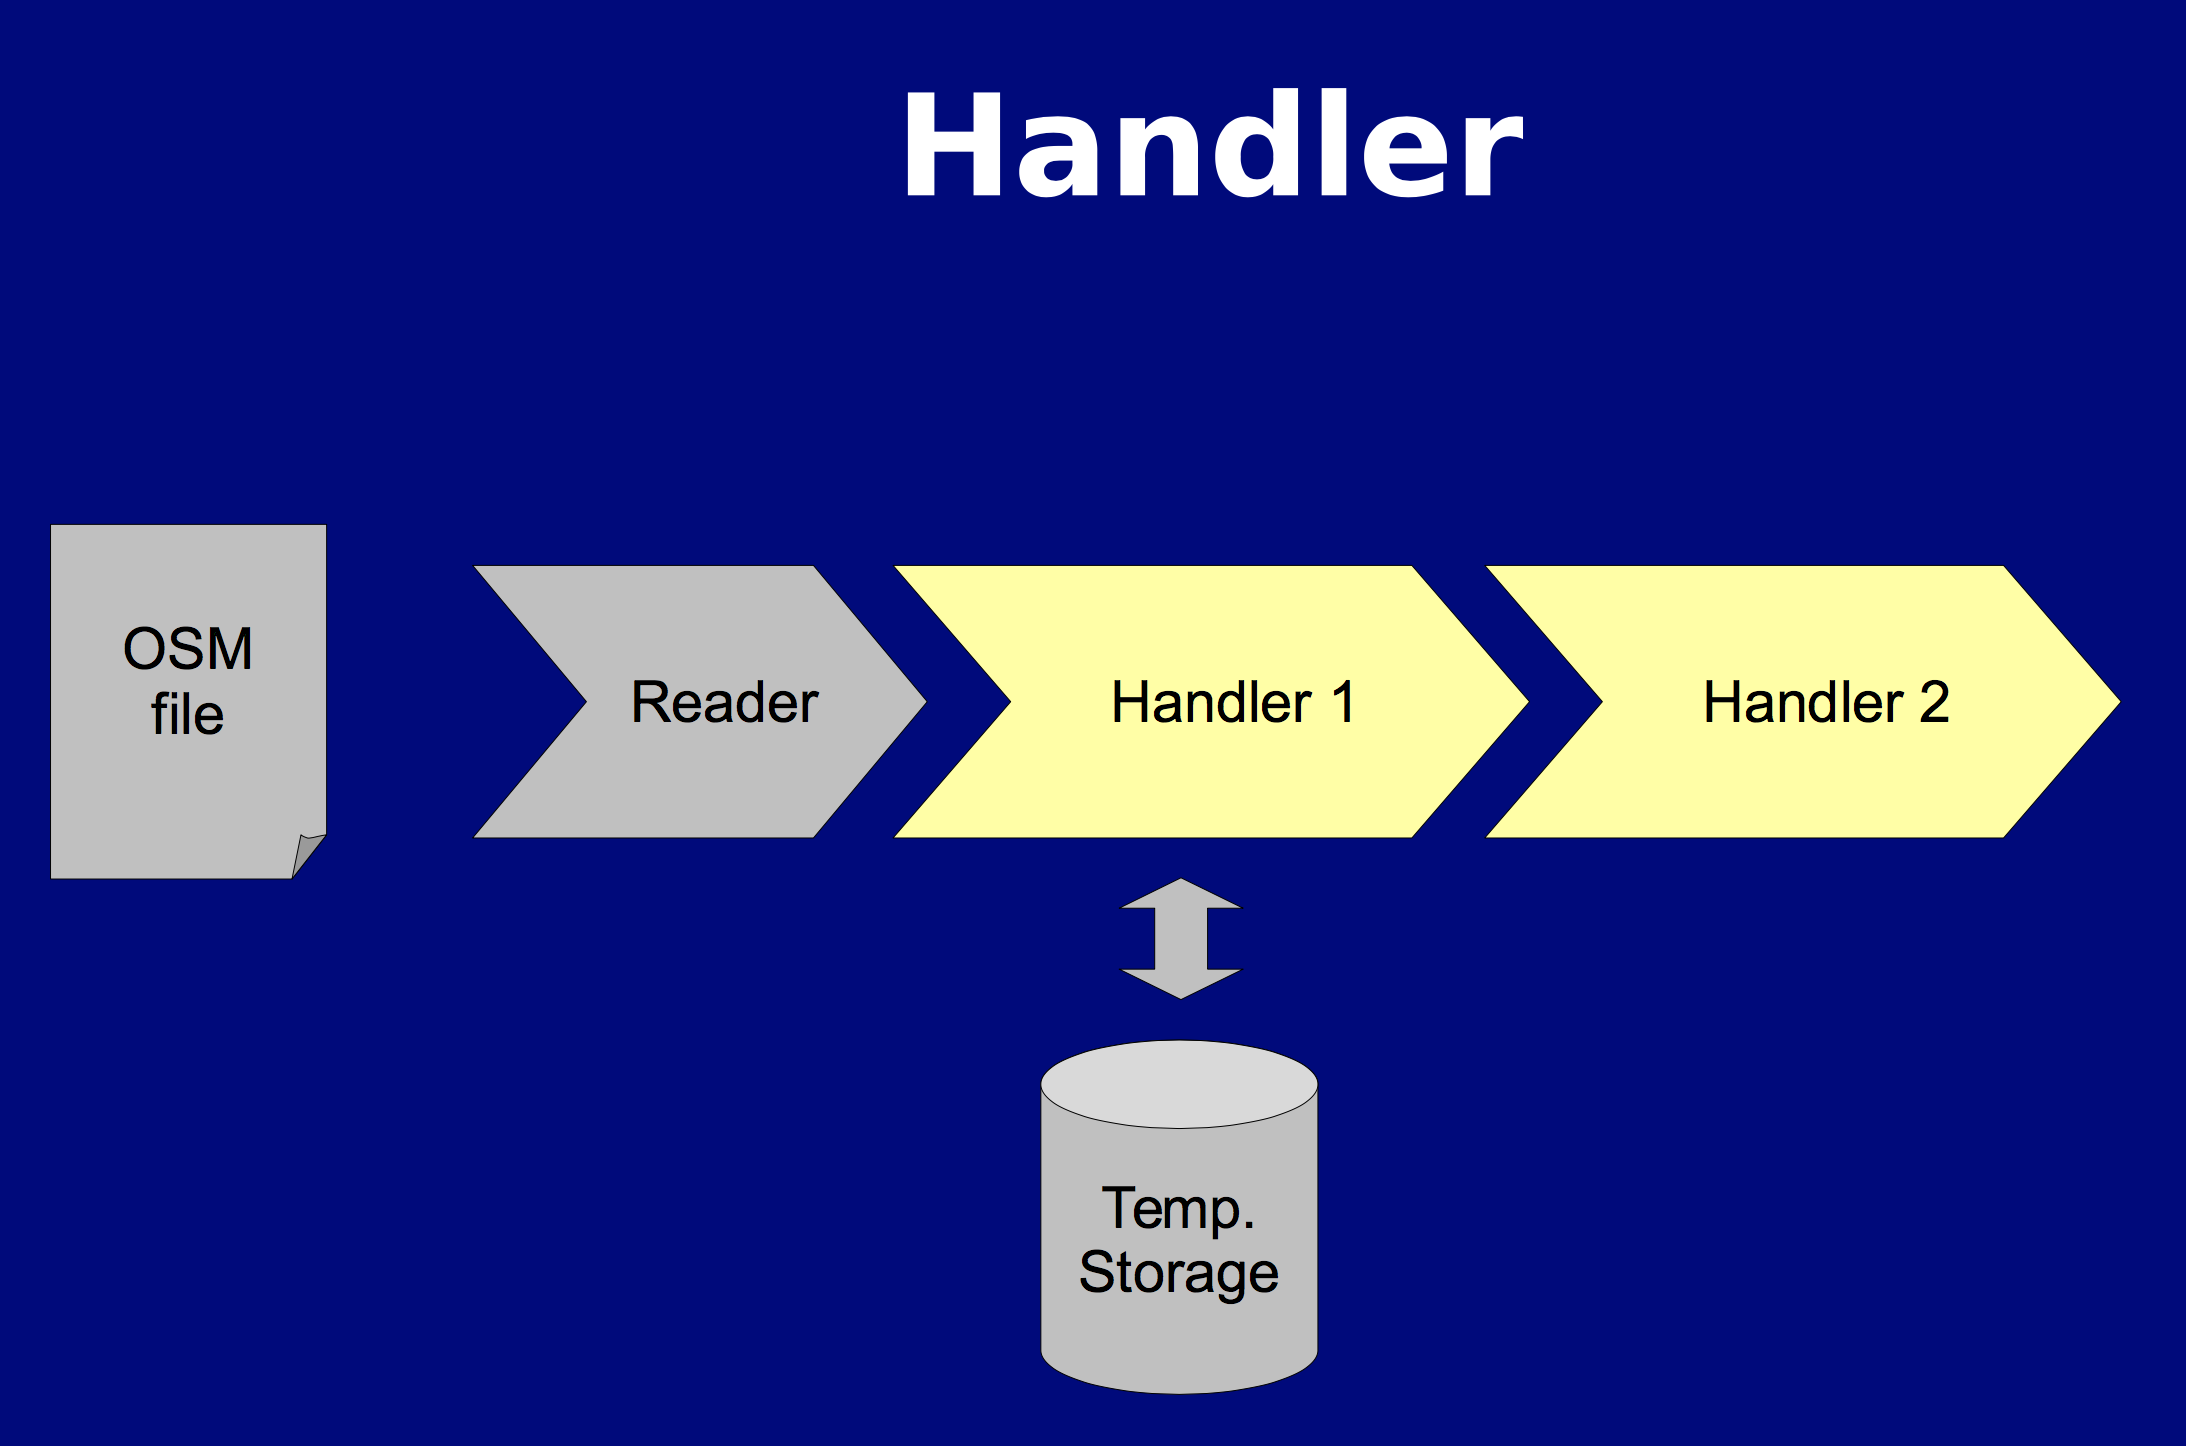 Handler
OSM
file
Reader
Handler 1
Handler 2
Temp.
Storage